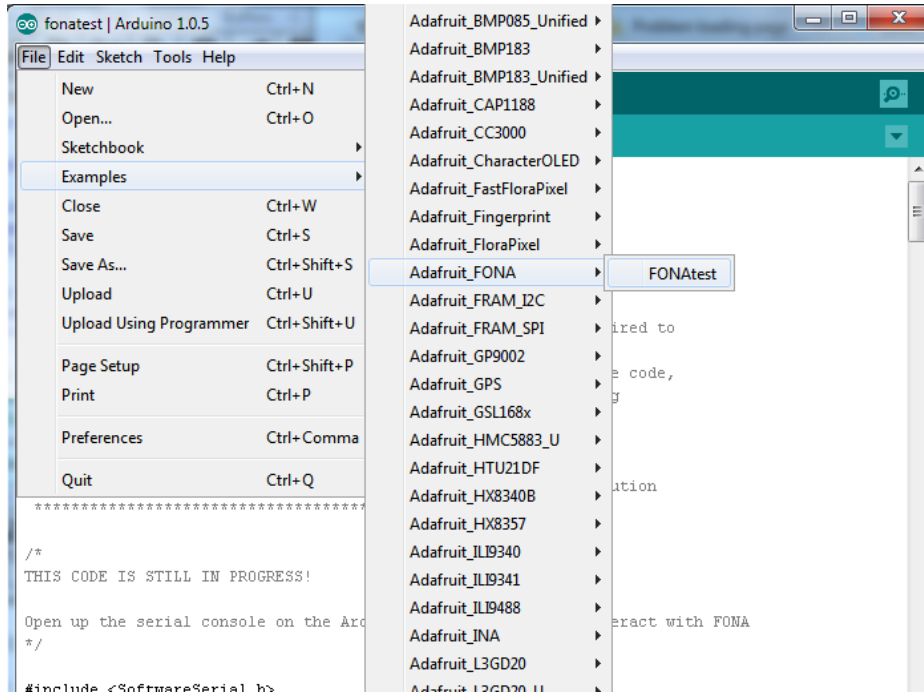 fonatest | Arduino 1.0.5
File Edit Sketch Tools Help
New Ctrl+N
Open... Ctrl+O
Sketchbook
Examples
Close Ctrl+W
Save Ctrl+S
Save As... Ctrl+Shift+S
Upload Ctrl+U
Upload Using Programmer Ctrl+Shift+U
Page Setup Ctrl+Shift+P
Print Ctrl+P
Preferences Ctrl+Comma
Quit Ctrl+Q
Adafruit_BMP085_Unified
Adafruit_BMP183
Adafruit_BMP183_Unified
Adafruit_CAP1188
Adafruit_CC3000
Adafruit_CharacterOLED
Adafruit_FastFloraPixel
Adafruit_Fingerprint
Adafruit_FloraPixel
Adafruit_FONA
Adafruit_FRAM_I2C
Adafruit_FRAM_SPI
Adafruit_GP9002
Adafruit_GPS
Adafruit_GSL168x
Adafruit_HMC5883_U
Adafruit_HTU21DF
Adafruit_HX8340B
Adafruit_HX8357
Adafruit_ILI9340
Adafruit_ILI9341
Adafruit_ILI9488
Adafruit_INA
Adafruit_L3GD20
Adafruit_L3GD20_U
FONAtest
ired to
e code,
g
ution
************************************
/*
THIS CODE IS STILL IN PROGRESS!
Open up the serial console on the Ard
eract with FONA
*/
#include <SoftwareSerial.h>